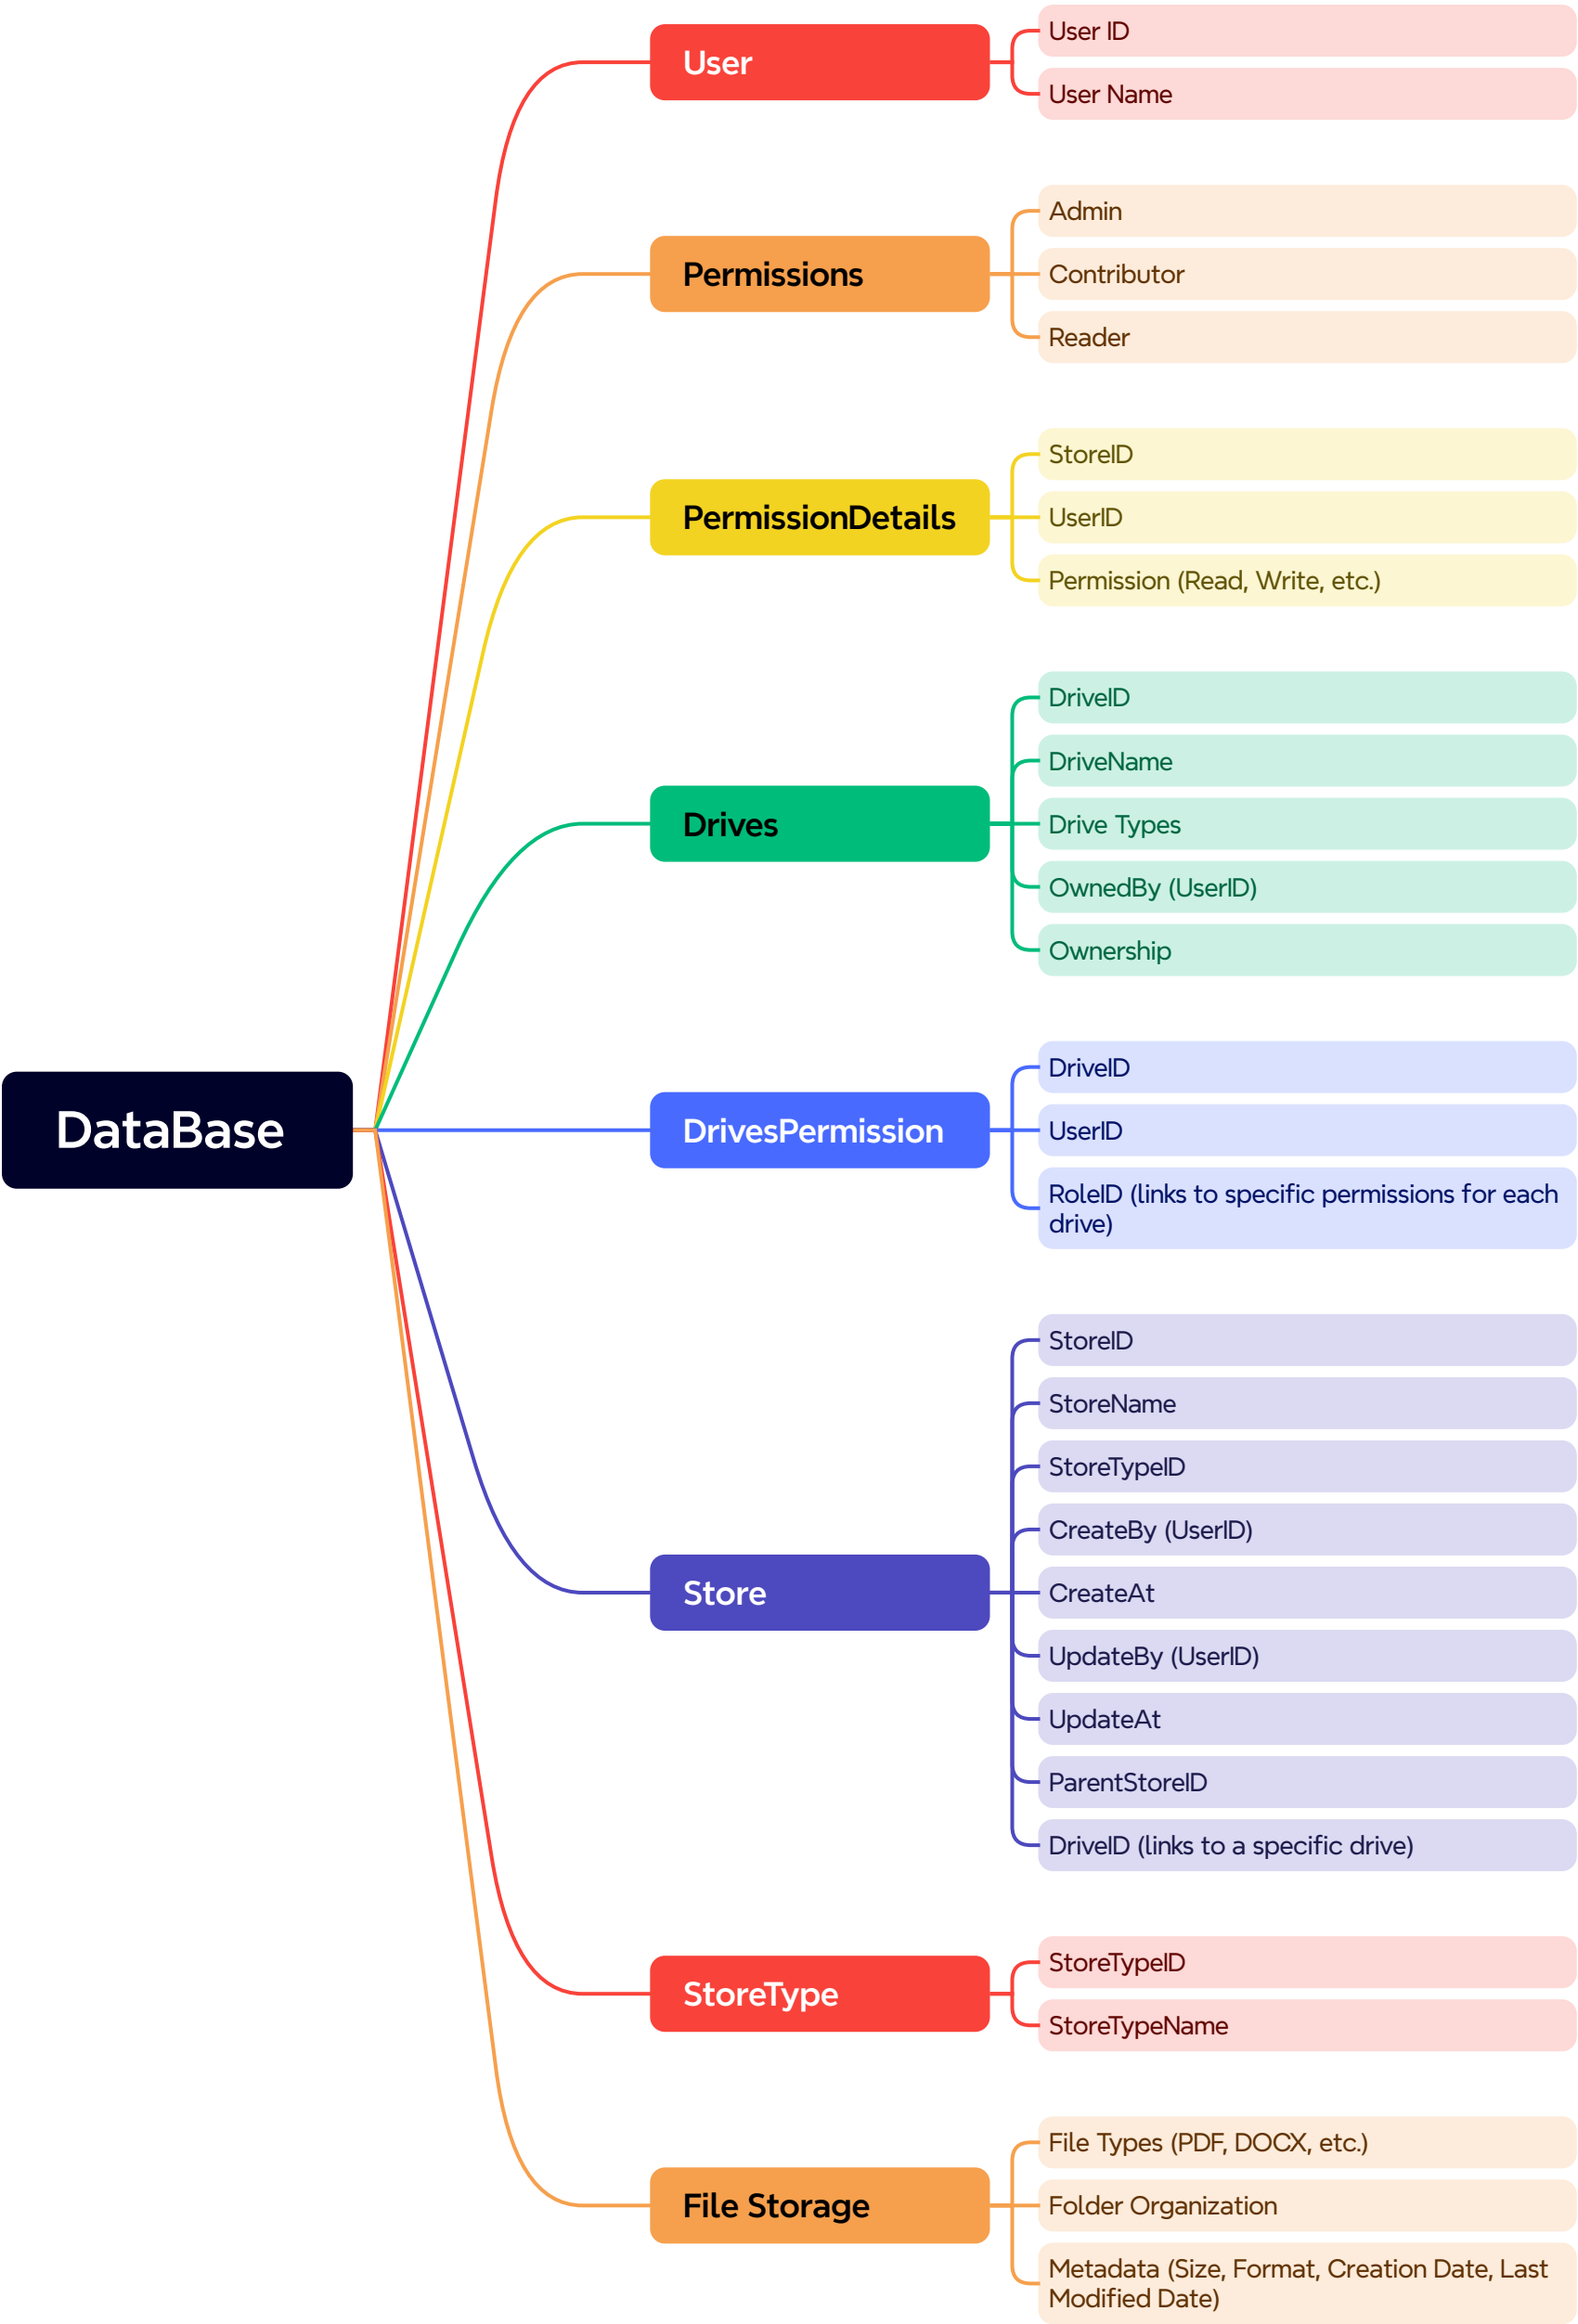 DataBase
User
User ID
User Name
Permissions
Admin
Contributor
Reader
PermissionDetails
StoreID
UserID
Permission (Read, Write, etc.)
Drives
DriveID
DriveName
Drive Types
OwnedBy (UserID)
Ownership
DrivesPermission
DriveID
UserID
RoleID (links to specific permissions for each
drive)
Store
StoreID
StoreName
StoreTypeID
CreateBy (UserID)
CreateAt
UpdateBy (UserID)
UpdateAt
ParentStoreID
DriveID (links to a specific drive)
StoreType
StoreTypeID
StoreTypeName
File Storage
File Types (PDF, DOCX, etc.)
Folder Organization
Metadata (Size, Format, Creation Date, Last
Modified Date)